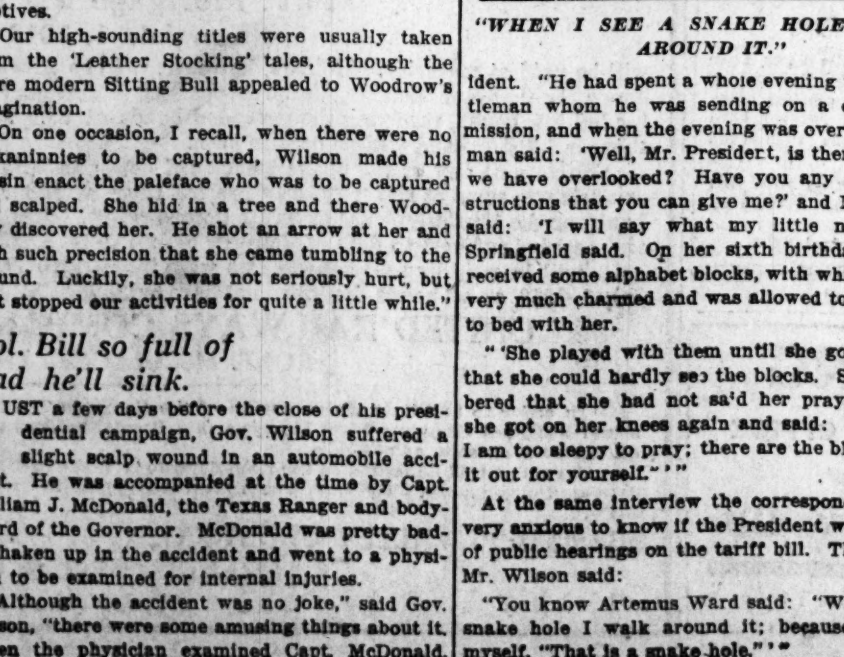 otives.
Our high-sounding titles were usually taken
m the 'Leather Stocking' tales, although the
re modern Sitting Bull appealed to Woodrow's
agination.
On one occasion, I recall, when there were no
kaninnies to be captured, Wilson made his
sin enact the paleface who was to be captured
scalped. She hid in a tree and there Wood-
discovered her. He shot an arrow at her and
h such precision that she came tumbling to the
und. Luckily, she was not seriously hurt, but
t stopped our activities for quite a little while."
ol. Bill so full of
ad he'll sink.
UST a few days before the close of his presi-
dential campaign, Gov. Wilson suffered a
slight scalp wound in an automobile acci-
t. He was accompanied at the time by Capt.
lliam J. McDonald, the Texas Ranger and body-
rd of the Governor. McDonald was pretty bad-
haken up in the accident and went to a physi-
to be examined for internal injuries.
Although the accident was no joke," said Gov.
son, "there were some amusing things about it.
en the physician examined Capt. McDonald,
"WHEN I SEE A SNAKE HOLE
AROUND IT."
ident. "He had spent a whole evening
tleman whom he was sending on a
mission, and when the evening was over
man said: 'Well, Mr. President, is ther
we have overlooked? Have you any
structions that you can give me?' and I
said: 'I will say what my little n
Springfield said. On her sixth birthda
received some alphabet blocks, with wh
very much charmed and was allowed to
to bed with her.
"'She played with them until she go
that she could hardly see the blocks. S
bered that she had not sa'd her pray
she got on her knees again and said:
I am too sleepy to pray; there are the bl
it out for yourself."'"
At the same interview the correspon
very anxious to know if the President w
of public hearings on the tariff bill. Th
Mr. Wilson said:
"You know Artemus Ward said: "W
snake hole I walk around it; because
myself, "That is a snake hole."'"